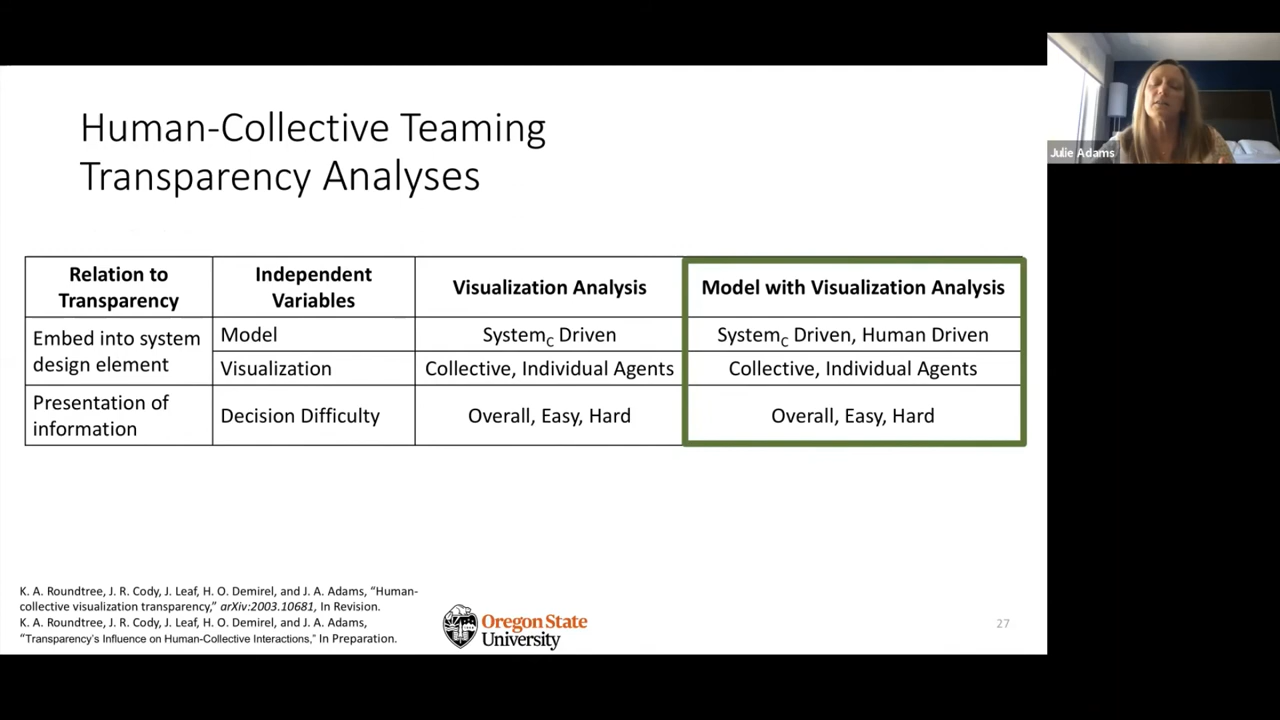 Julie Adams
Human-Collective Teaming
Transparency Analyses
Relation to
Transparency
Independent
Variables
Visualization Analysis
Model with Visualization Analysis
Embed into system
design element
Model
SystemC Driven
SystemC Driven, Human Driven
Visualization
Collective, Individual Agents
Collective, Individual Agents
Presentation of
information
Decision Difficulty
Overall, Easy, Hard
Overall, Easy, Hard
K. A. Roundtree, J. R. Cody, J. Leaf, H. O. Demirel, and J. A. Adams, “Human-
collective visualization transparency,” arXiv:2003.10681, In Revision.
K. A. Roundtree, J. R. Cody, J. Leaf, H. O. Demirel, and J. A. Adams,
“Transparency's Influence on Human-Collective Interactions,” In Preparation.
Oregon State
University
27